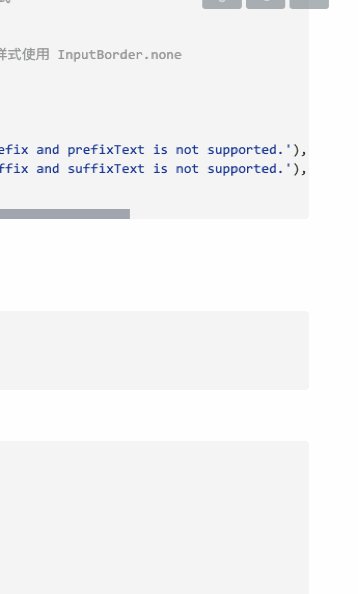 样式使用 InputBorder.none
efix and prefixText is not supported.'),
ffix and suffixText is not supported.'),